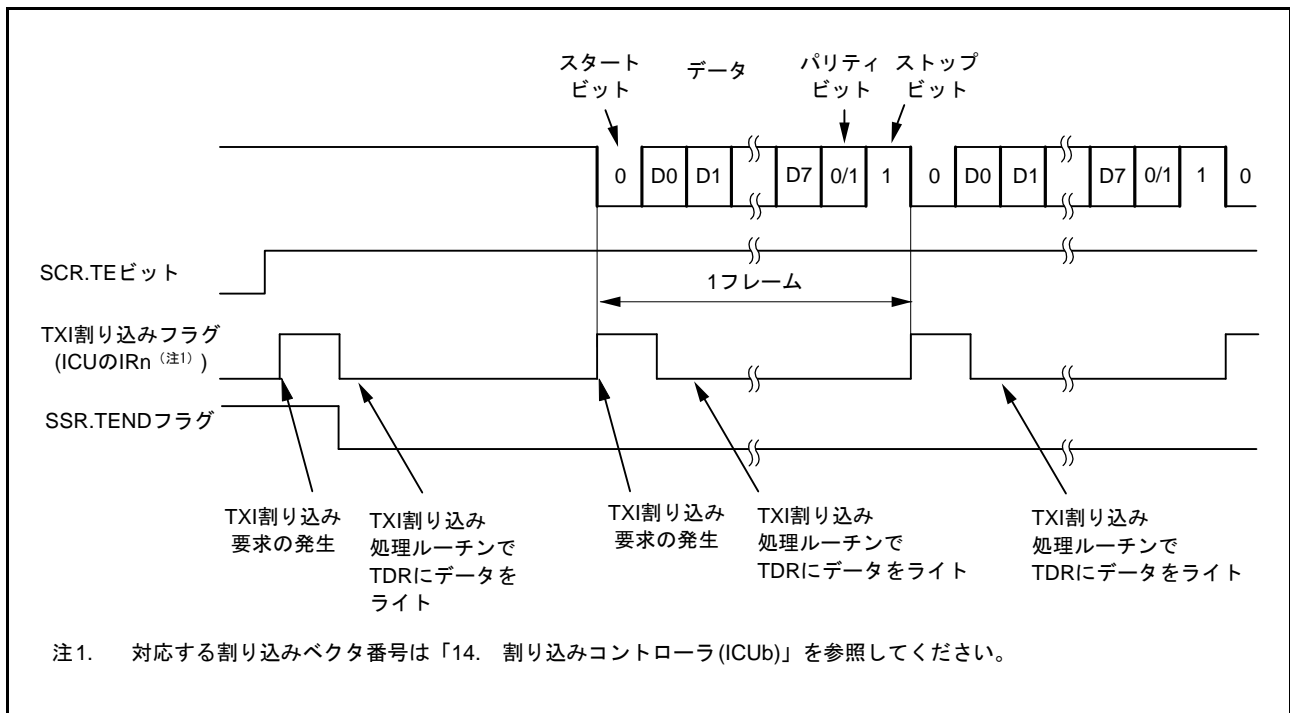 スタート
ビット
データ
パリティ
ビット
ストップ
ビット
0 D0 D1 D7 0/1 1 0 D0 D1 D7 0/1 1 0
SCR.TEビット
1フレーム
TXI割り込みフラグ
(ICUのIRn（注1）)
SSR.TENDフラグ
TXI割り込み
要求の発生
TXI割り込み
処理ルーチンで
TDRにデータを
ライト
TXI割り込み
要求の発生
TXI割り込み
処理ルーチンで
TDRにデータをライト
TXI割り込み
処理ルーチンで
TDRにデータをライト
注1. 対応する割り込みベクタ番号は「14. 割り込みコントローラ(ICUb)」を参照してください。